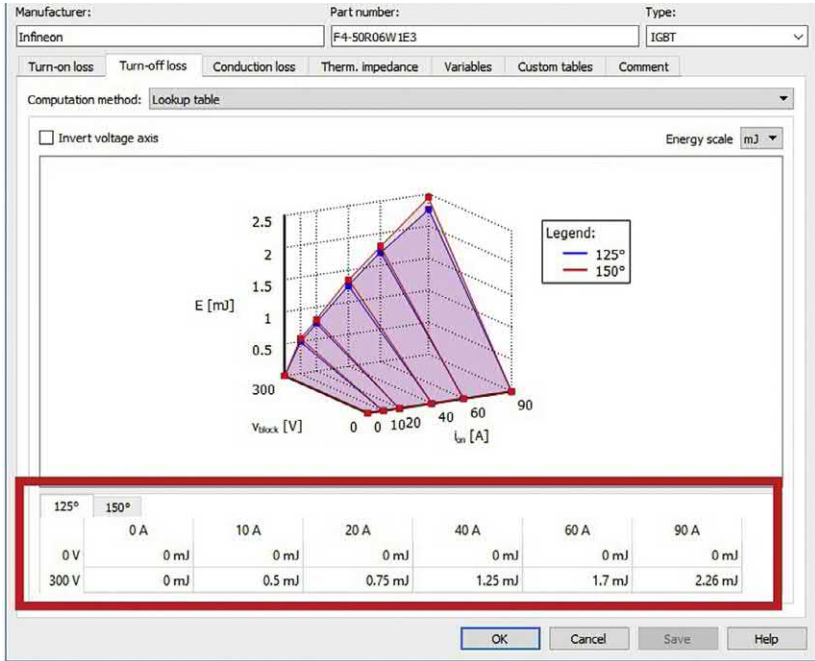 Manufacturer: Part number: Type:
Infineon F4-50R06W1E3 IGBT
Turn-on loss Turn-off loss Conduction loss Therm. impedance Variables Custom tables Comment
Computation method: Lookup table
Invert voltage axis Energy scale mJ
2.5
2
1.5
1
0.5
E [mJ]
300
0
v_block [V]
0 10 20 40 60 90
i_on [A]
Legend:
125°
150°
125° 150°
0 A 10 A 20 A 40 A 60 A 90 A
0 V 0 mJ 0 mJ 0 mJ 0 mJ 0 mJ 0 mJ
300 V 0 mJ 0.5 mJ 0.75 mJ 1.25 mJ 1.7 mJ 2.26 mJ
OK Cancel Save Help